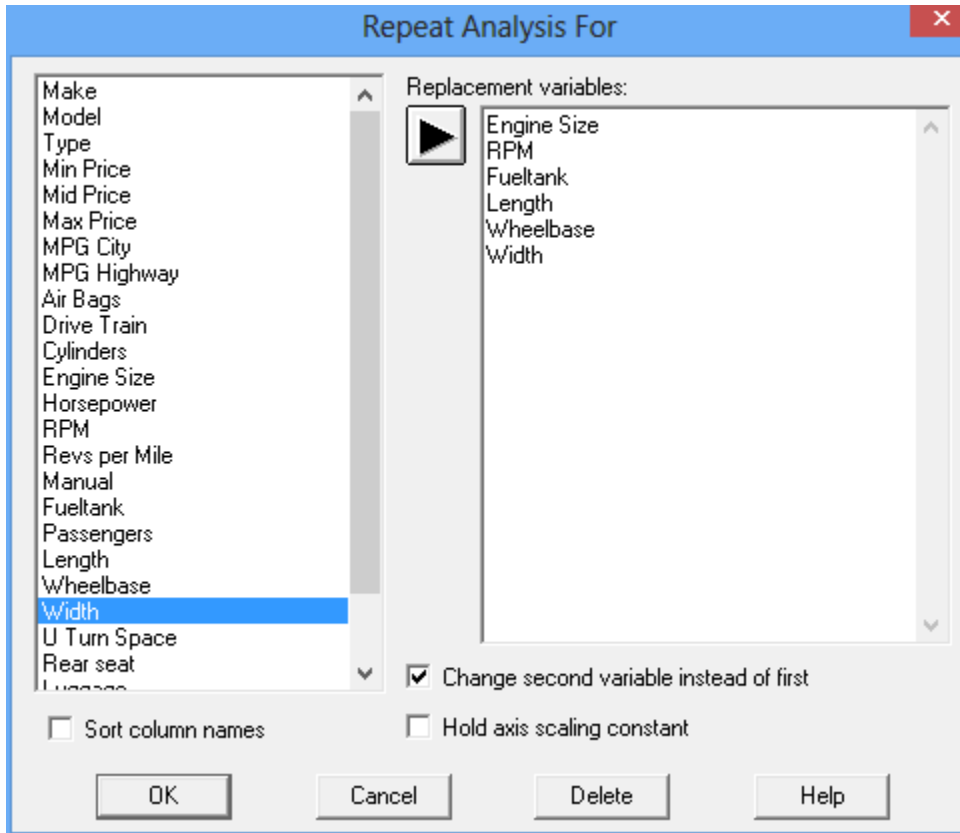 Repeat Analysis For
Make
Model
Type
Min Price
Mid Price
Max Price
MPG City
MPG Highway
Air Bags
Drive Train
Cylinders
Engine Size
Horsepower
RPM
Revs per Mile
Manual
Fueltank
Passengers
Length
Wheelbase
Width
U Turn Space
Rear seat
Luggage
Sort column names
Replacement variables:
Engine Size
RPM
Fueltank
Length
Wheelbase
Width
Change second variable instead of first
Hold axis scaling constant
OK
Cancel
Delete
Help